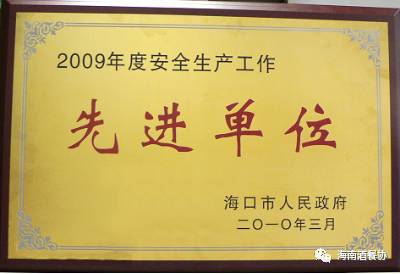 2009年度安全生产工作
先进单位
海口市人民政府
二〇一〇年三月
海南酒餐协